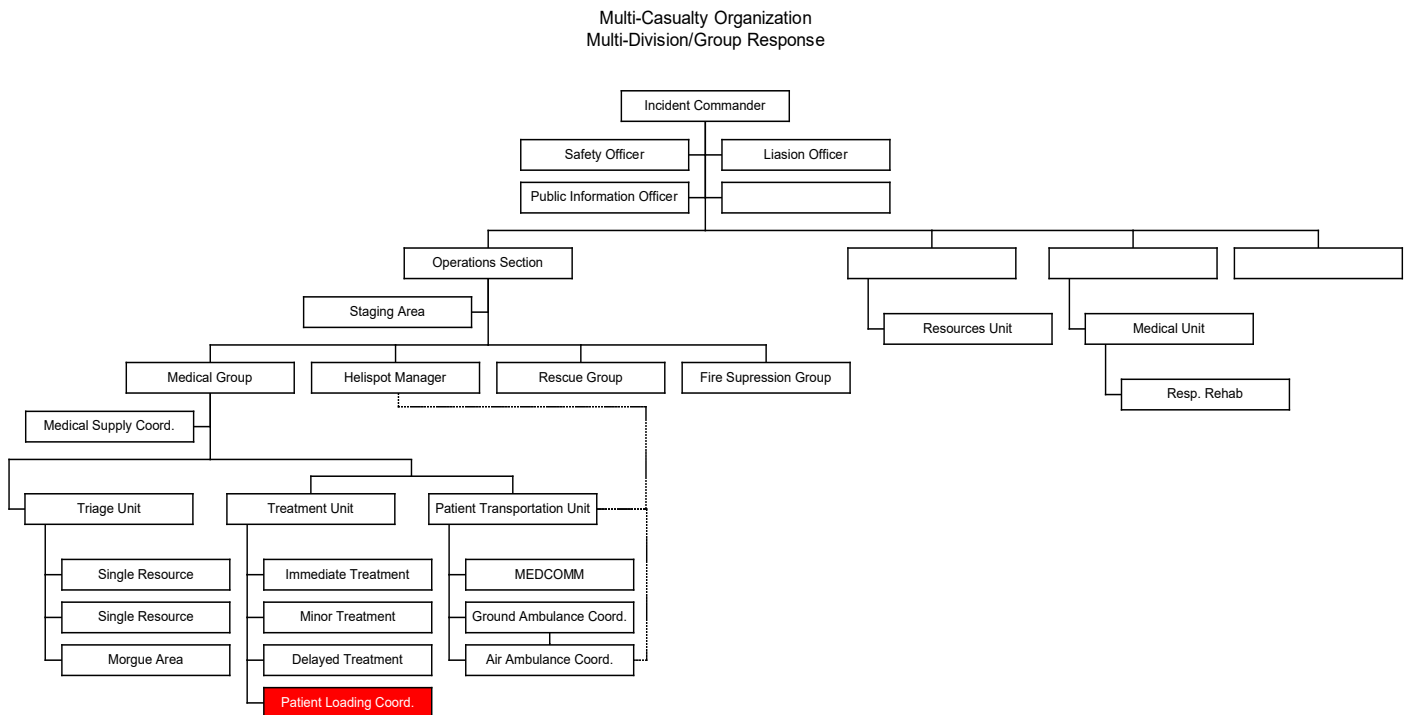 Multi-Casualty Organization
Multi-Division/Group Response
Incident Commander
Safety Officer
Liasion Officer
Public Information Officer
Operations Section
Staging Area
Resources Unit
Medical Unit
Medical Group
Helispot Manager
Rescue Group
Fire Supression Group
Resp. Rehab
Medical Supply Coord.
Triage Unit
Treatment Unit
Patient Transportation Unit
Single Resource
Immediate Treatment
MEDCOMM
Single Resource
Minor Treatment
Ground Ambulance Coord.
Morgue Area
Delayed Treatment
Air Ambulance Coord.
Patient Loading Coord.